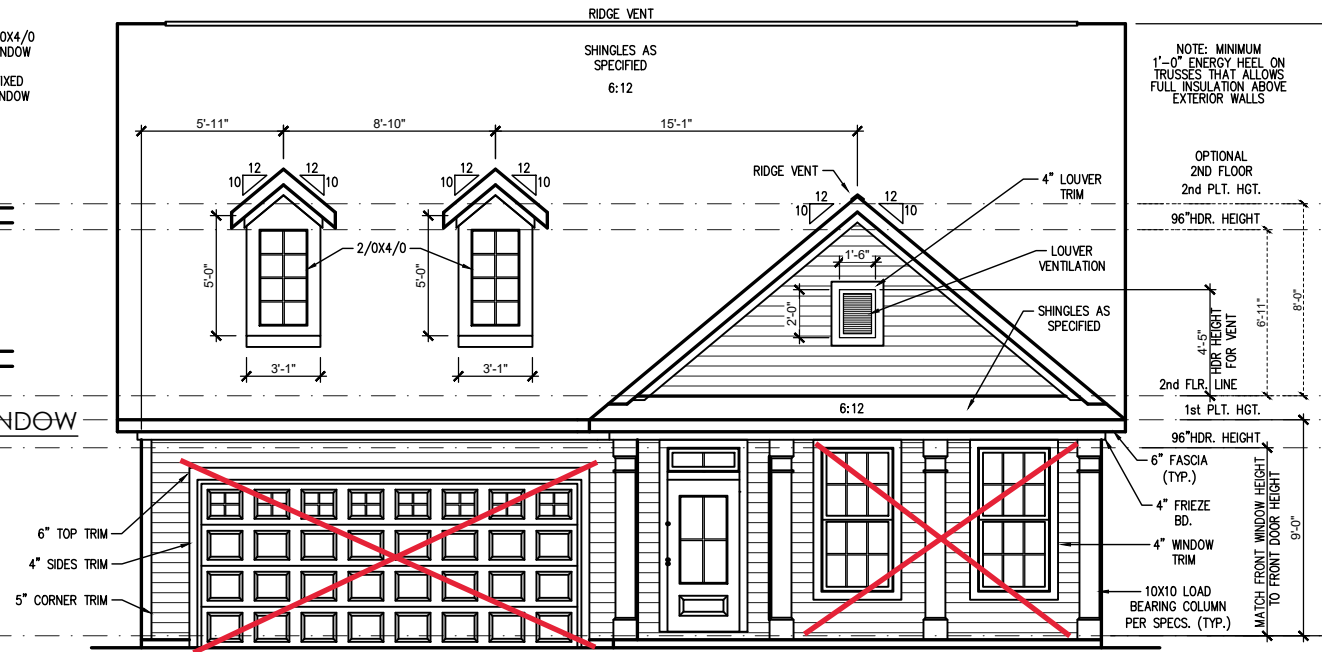 RIDGE VENT
0X4/0
NDOW
IXED
NDOW
SHINGLES AS
SPECIFIED
6:12
NOTE: MINIMUM
1'-0" ENERGY HEEL ON
TRUSSES THAT ALLOWS
FULL INSULATION ABOVE
EXTERIOR WALLS
5'-11"
8'-10"
15'-1"
OPTIONAL
2ND FLOOR
2nd PLT. HGT.
12
12
10
10
12
12
10
10
RIDGE VENT
12
12
10
10
4" LOUVER
TRIM
96"HDR. HEIGHT
2/0X4/0
5'-0"
5'-0"
1'-6"
2'-0"
LOUVER
VENTILATION
SHINGLES AS
SPECIFIED
4'-5"
HDR HEIGHT
FOR VENT
6'-11"
8'-0"
3'-1"
3'-1"
2nd FLR. LINE
6:12
1st PLT. HGT.
NDOW
96"HDR. HEIGHT
6" FASCIA
(TYP.)
4" FRIEZE
BD.
4" WINDOW
TRIM
10X10 LOAD
BEARING COLUMN
PER SPECS. (TYP.)
MATCH FRONT WINDOW HEIGHT
TO FRONT DOOR HEIGHT
9'-0"
6" TOP TRIM
4" SIDES TRIM
5" CORNER TRIM